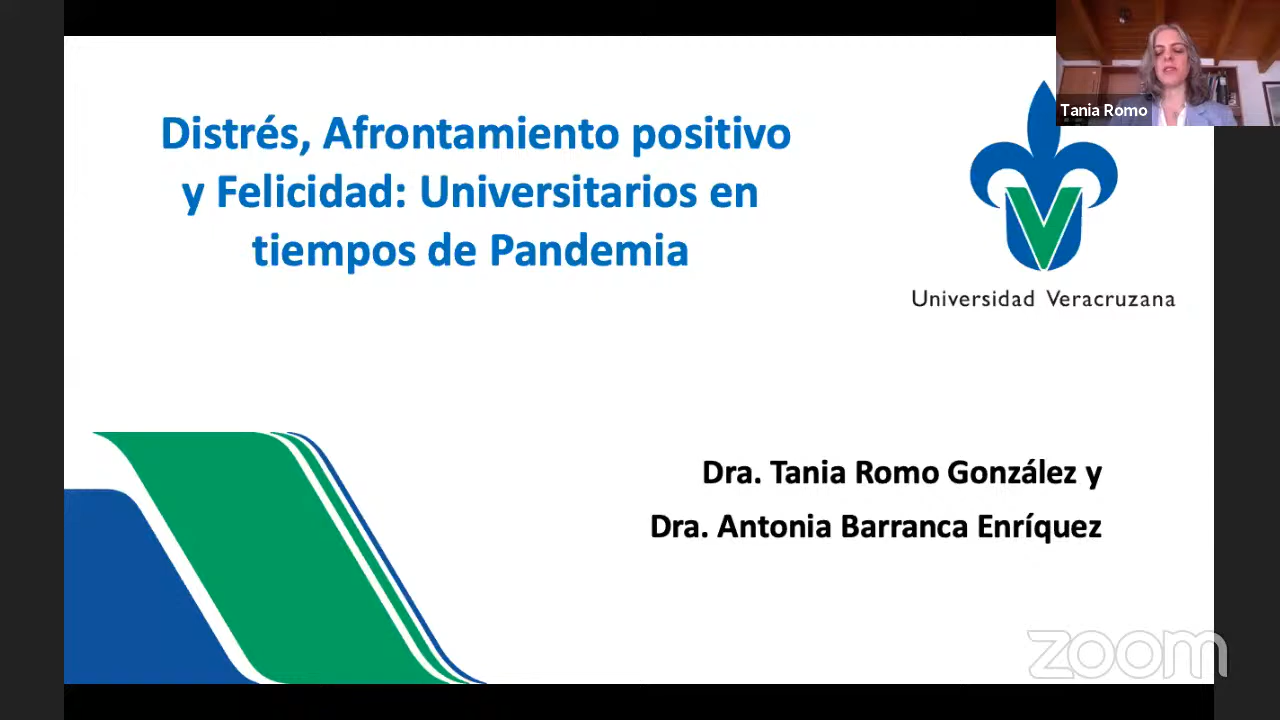 Distrés, Afrontamiento positivo
y Felicidad: Universitarios en
tiempos de Pandemia
Tania Romo
Universidad Veracruzana
Dra. Tania Romo González y
Dra. Antonia Barranca Enríquez
zoom